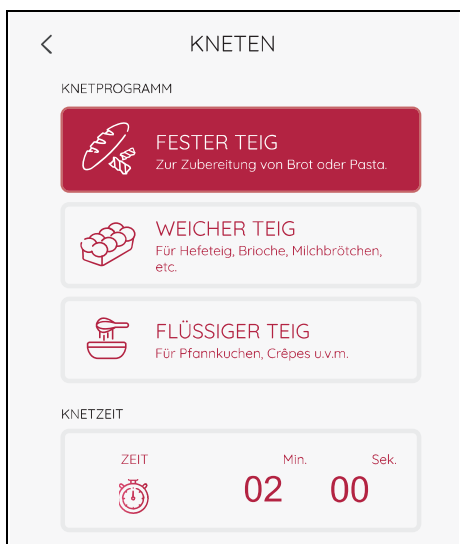 KNETEN
KNETPROGRAMM
FESTER TEIG
Zur Zubereitung von Brot oder Pasta.
WEICHER TEIG
Für Hefeteig, Brioche, Milchbrötchen,
etc.
FLÜSSIGER TEIG
Für Pfannkuchen, Crêpes u.v.m.
KNETZEIT
ZEIT Min. Sek.
02 00